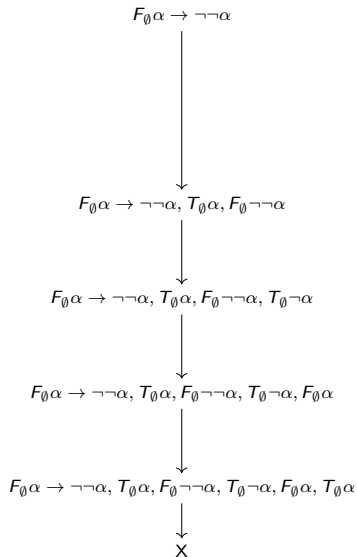 F∅α → ¬¬α
F∅α → ¬¬α, T∅α, F∅¬¬α
F∅α → ¬¬α, T∅α, F∅¬¬α, T∅¬α
F∅α → ¬¬α, T∅α, F∅¬¬α, T∅¬α, F∅α
F∅α → ¬¬α, T∅α, F∅¬¬α, T∅¬α, F∅α, T∅α
X